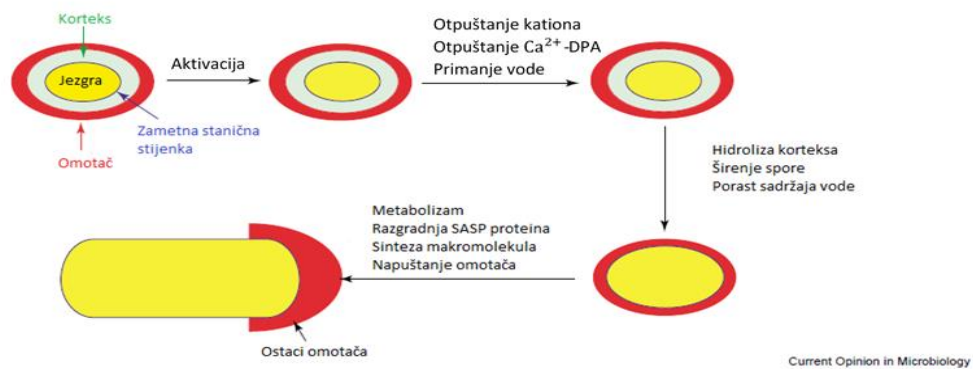 Korteks
Jezgra
Zametna stanična
stijenka
Omotač
Aktivacija
Otpuštanje kationa
Otpuštanje Ca²⁺-DPA
Primanje vode
Hidroliza korteksa
Širenje spore
Porast sadržaja vode
Metabolizam
Razgradnja SASP proteina
Sinteza makromolekula
Napuštanje omotača
Ostaci omotača
Current Opinion in Microbiology